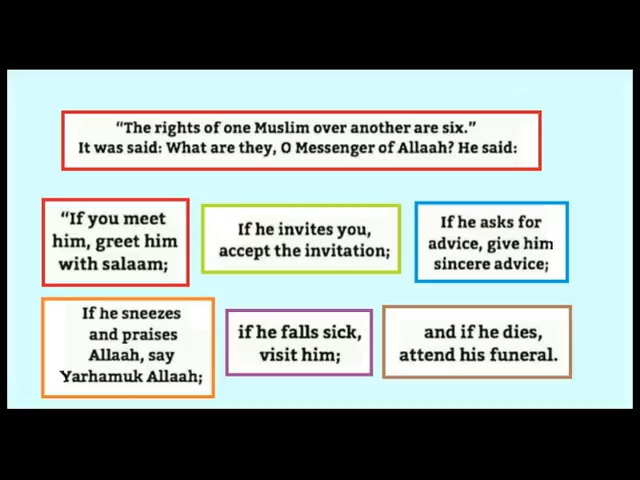 “The rights of one Muslim over another are six.”
It was said: What are they, O Messenger of Allaah? He said:
“If you meet
him, greet him
with salaam;
If he invites you,
accept the invitation;
If he asks for
advice, give him
sincere advice;
If he sneezes
and praises
Allaah, say
Yarhamuk Allaah;
if he falls sick,
visit him;
and if he dies,
attend his funeral.